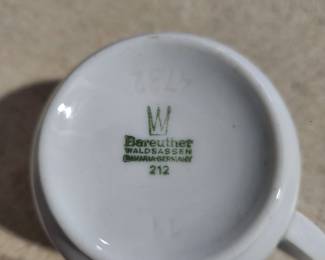 W
Bareuther
WALDSASSEN
BAVARIA-GERMANY
212